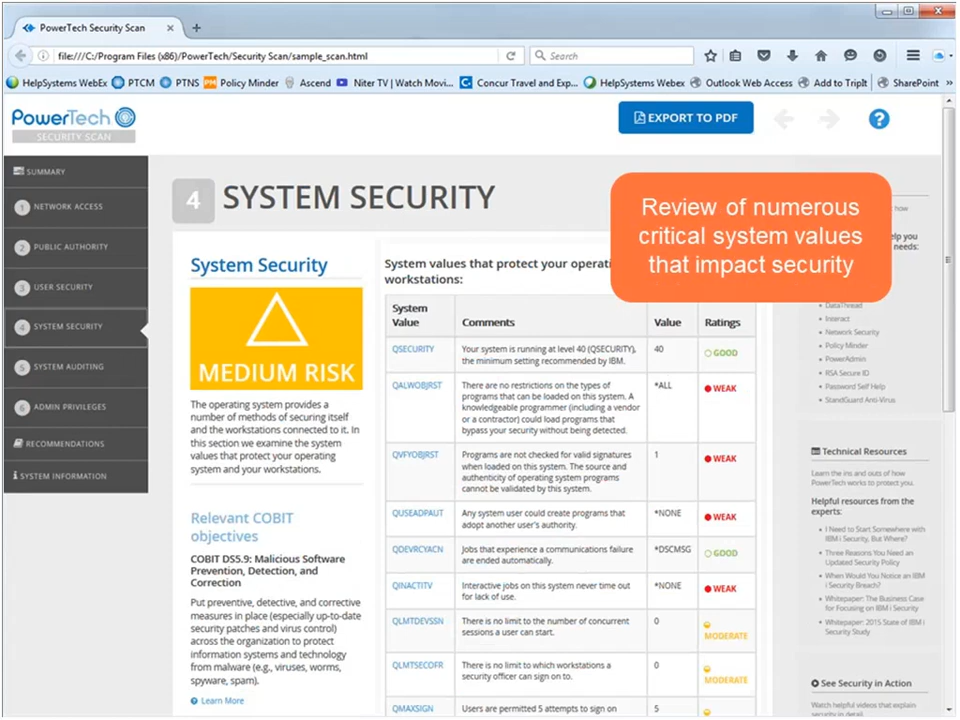 PowerTech Security Scan
file:///C:/Program Files (x86)/PowerTech/Security Scan/sample_scan.html
Search
HelpSystems WebEx
PTCM
PTNS
PM Policy Minder
Ascend
Niter TV | Watch Movi...
Concur Travel and Exp...
HelpSystems Webex
Outlook Web Access
Add to TripIt
SharePoint
PowerTech
SECURITY SCAN
EXPORT TO PDF
?
SUMMARY
1 NETWORK ACCESS
2 PUBLIC AUTHORITY
3 USER SECURITY
4 SYSTEM SECURITY
5 SYSTEM AUDITING
6 ADMIN PRIVILEGES
RECOMMENDATIONS
SYSTEM INFORMATION
4 SYSTEM SECURITY
Review of numerous
critical system values
that impact security
System Security
MEDIUM RISK
The operating system provides a
number of methods of securing itself
and the workstations connected to it. In
this section we examine the system
values that protect your operating
system and your workstations.
Relevant COBIT
objectives
COBIT DS5.9: Malicious Software
Prevention, Detection, and
Correction
Put preventive, detective, and corrective
measures in place (especially up-to-date
security patches and virus control)
across the organization to protect
information systems and technology
from malware (e.g., viruses, worms,
spyware, spam).
Learn More
System values that protect your operati
workstations:
System
Value
Comments
Value
Ratings
QSECURITY
Your system is running at level 40 (QSECURITY),
the minimum setting recommended by IBM.
40
GOOD
QALWOBJRST
There are no restrictions on the types of
programs that can be loaded on this system. A
knowledgeable programmer (including a vendor
or a contractor) could load programs that
bypass your security without being detected.
*ALL
WEAK
QVFYOBJRST
Programs are not checked for valid signatures
when loaded on this system. The source and
authenticity of operating system programs
cannot be validated by this system.
1
WEAK
QUSEADPAUT
Any system user could create programs that
adopt another user's authority.
*NONE
WEAK
QDEVRCYACN
Jobs that experience a communications failure
are ended automatically.
*DSCMSG
GOOD
QINACTITV
Interactive jobs on this system never time out
for lack of use.
*NONE
WEAK
QLMTDEVSSN
There is no limit to the number of concurrent
sessions a user can start.
0
MODERATE
QLMTSECOFR
There is no limit to which workstations a
security officer can sign on to.
0
MODERATE
QMAXSIGN
Users are permitted 5 attempts to sign on
5
how
elp you
needs:
DataThread
Interact
Network Security
Policy Minder
PowerAdmin
RSA Secure ID
Password Self Help
StandGuard Anti-Virus
Technical Resources
Learn the ins and outs of how
PowerTech works to protect you.
Helpful resources from the
experts:
I Need to Start Somewhere with
IBM i Security, But Where?
Three Reasons You Need an
Updated Security Policy
When Would You Notice an IBM
i Security Breach?
Whitepaper: The Business Case
for Focusing on IBM i Security
Whitepaper: 2015 State of IBM i
Security Study
See Security in Action
Watch helpful videos that explain
security in detail.